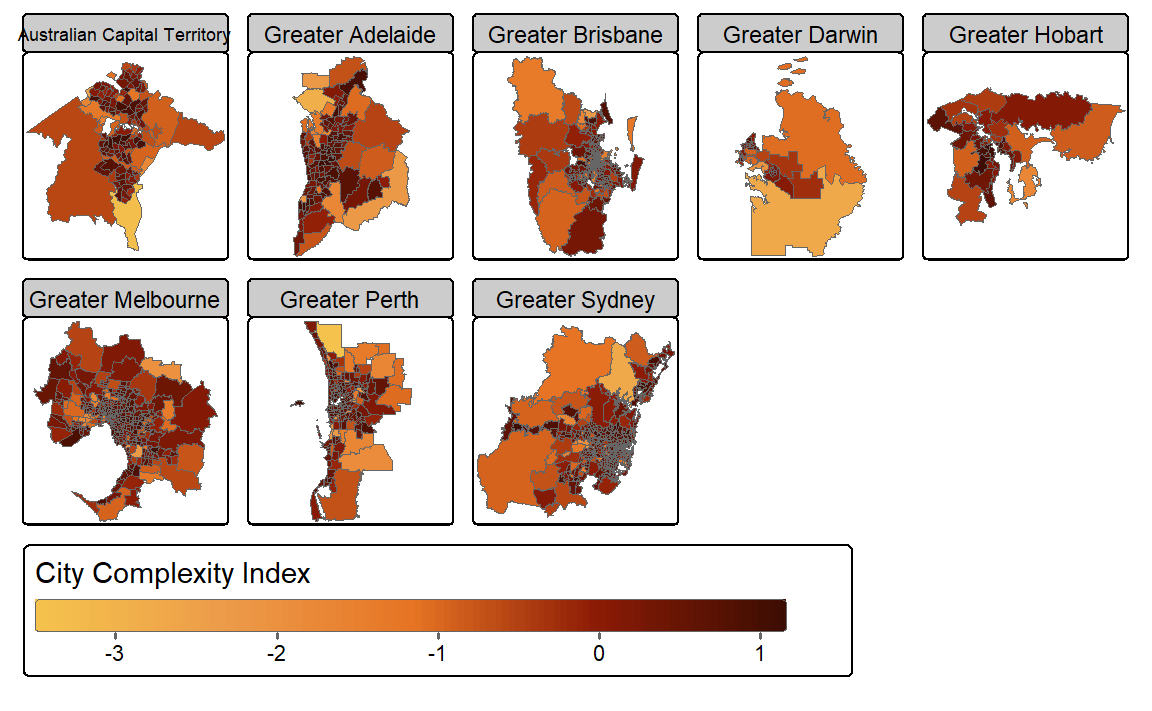 Australian Capital Territory
Greater Adelaide
Greater Brisbane
Greater Darwin
Greater Hobart
Greater Melbourne
Greater Perth
Greater Sydney
City Complexity Index
-3 -2 -1 0 1